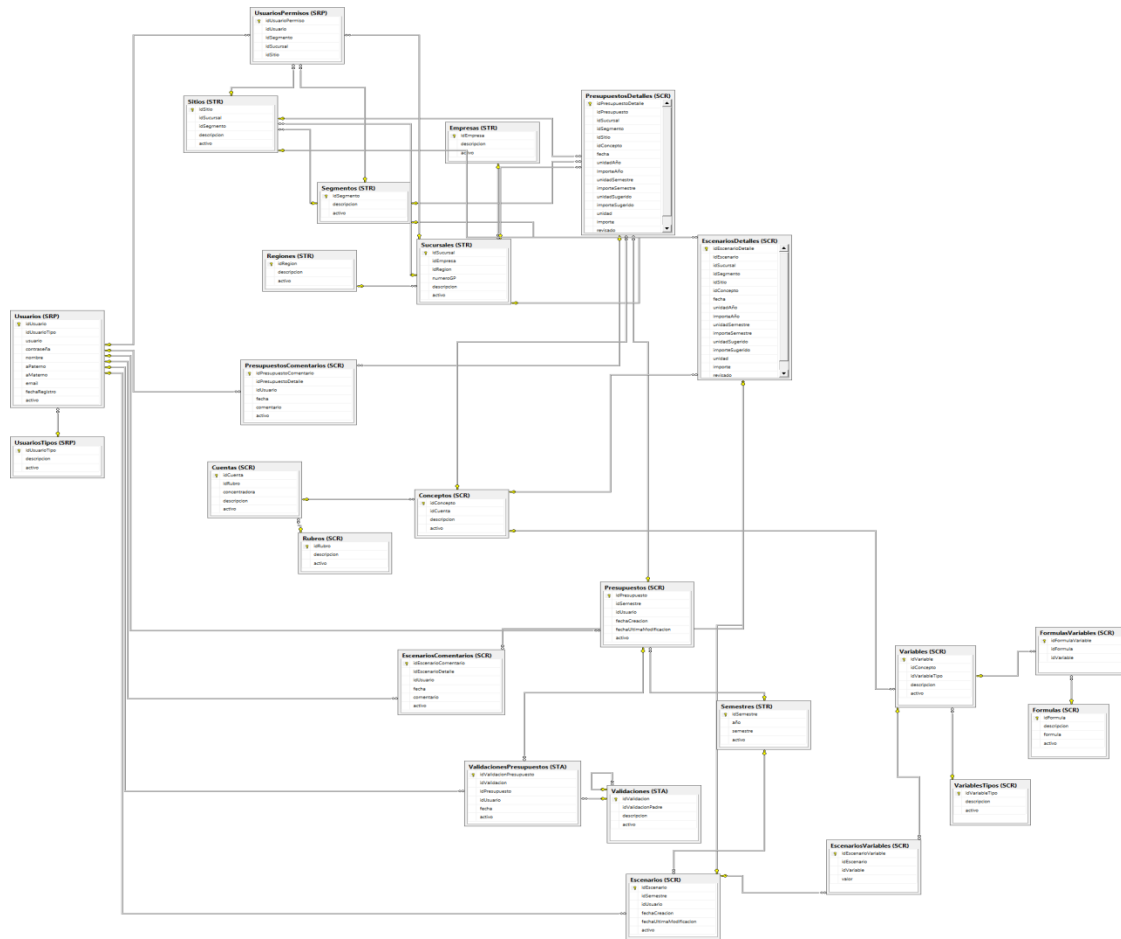 UsuariosPermisos (SRP)
idUsuarioPermiso
idUsuario
idSegmento
idSucursal
idSitio
Sitios (STR)
idSitio
idSucursal
idSegmento
descripcion
activo
PresupuestosDetalles (SCR)
idPresupuestoDetalle
idPresupuesto
idSucursal
idSegmento
idSitio
idConcepto
fecha
unidadAño
importeAño
unidadSemestre
importeSemestre
unidadSugerido
importeSugerido
unidad
importe
revisado
Empresas (STR)
idEmpresa
descripcion
activo
Segmentos (STR)
idSegmento
descripcion
activo
Sucursales (STR)
idSucursal
idEmpresa
idRegion
numeroGF
descripcion
activo
Regiones (STR)
idRegion
descripcion
activo
EscenariosDetalles (SCR)
idEscenarioDetalle
idEscenario
idSucursal
idSegmento
idSitio
idConcepto
fecha
unidadAño
importeAño
unidadSemestre
importeSemestre
unidadSugerido
importeSugerido
unidad
importe
revisado
Usuarios (SRP)
idUsuario
idUsuarioTipo
usuario
contraseña
nombre
aPaterno
aMaterno
email
fechaRegistro
activo
PresupuestosComentarios (SCR)
idPresupuestoComentario
idPresupuestoDetalle
idUsuario
fecha
comentario
activo
UsuariosTipos (SRP)
idUsuarioTipo
descripcion
activo
Cuentas (SCR)
idCuenta
idRubro
concentradora
descripcion
activo
Conceptos (SCR)
idConcepto
idCuenta
descripcion
activo
Rubros (SCR)
idRubro
descripcion
activo
Presupuestos (SCR)
idPresupuesto
idSemestre
idUsuario
fechaCreacion
fechaUltimaModificacion
activo
EscenariosComentarios (SCR)
idEscenarioComentario
idEscenarioDetalle
idUsuario
fecha
comentario
activo
Variables (SCR)
idVariable
idConcepto
idVariableTipo
descripcion
activo
FormulasVariables (SCR)
idFormulaVariable
idFormula
idVariable
Formulas (SCR)
idFormula
descripcion
formula
activo
Semestres (STR)
idSemestre
año
semestre
activo
ValidacionesPresupuestos (STA)
idValidacionPresupuesto
idValidacion
idPresupuesto
idUsuario
fecha
activo
Validaciones (STA)
idValidacion
idValidacionPadre
descripcion
activo
VariablesTipos (SCR)
idVariableTipo
descripcion
activo
EscenariosVariables (SCR)
idEscenarioVariable
idEscenario
idVariable
valor
Escenarios (SCR)
idEscenario
idSemestre
idUsuario
fechaCreacion
fechaUltimaModificacion
activo